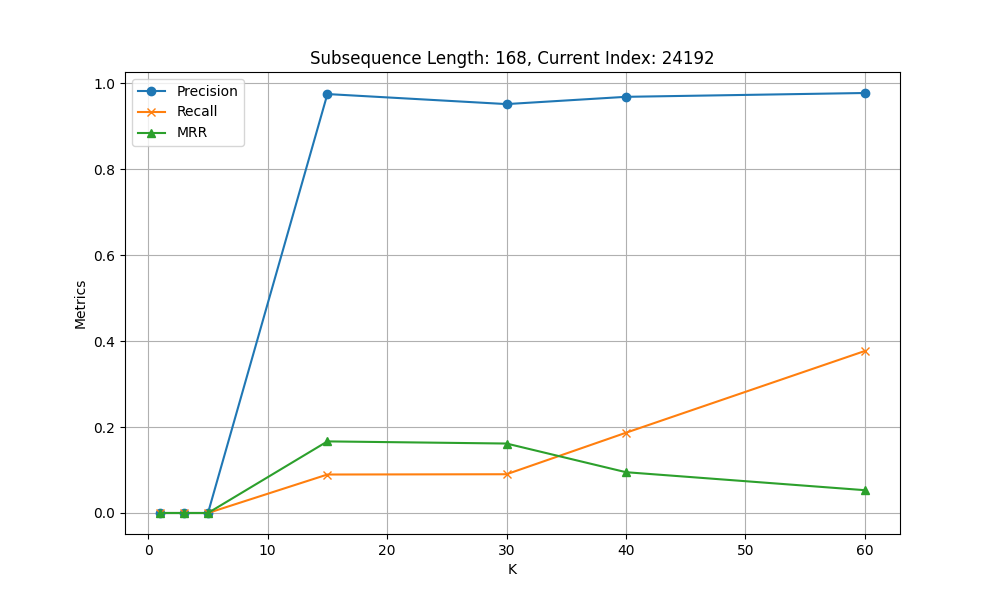 Subsequence Length: 168, Current Index: 24192
Precision
Recall
MRR
1.0
0.8
0.6
0.4
0.2
0.0
Metrics
0 10 20 30 40 50 60
K